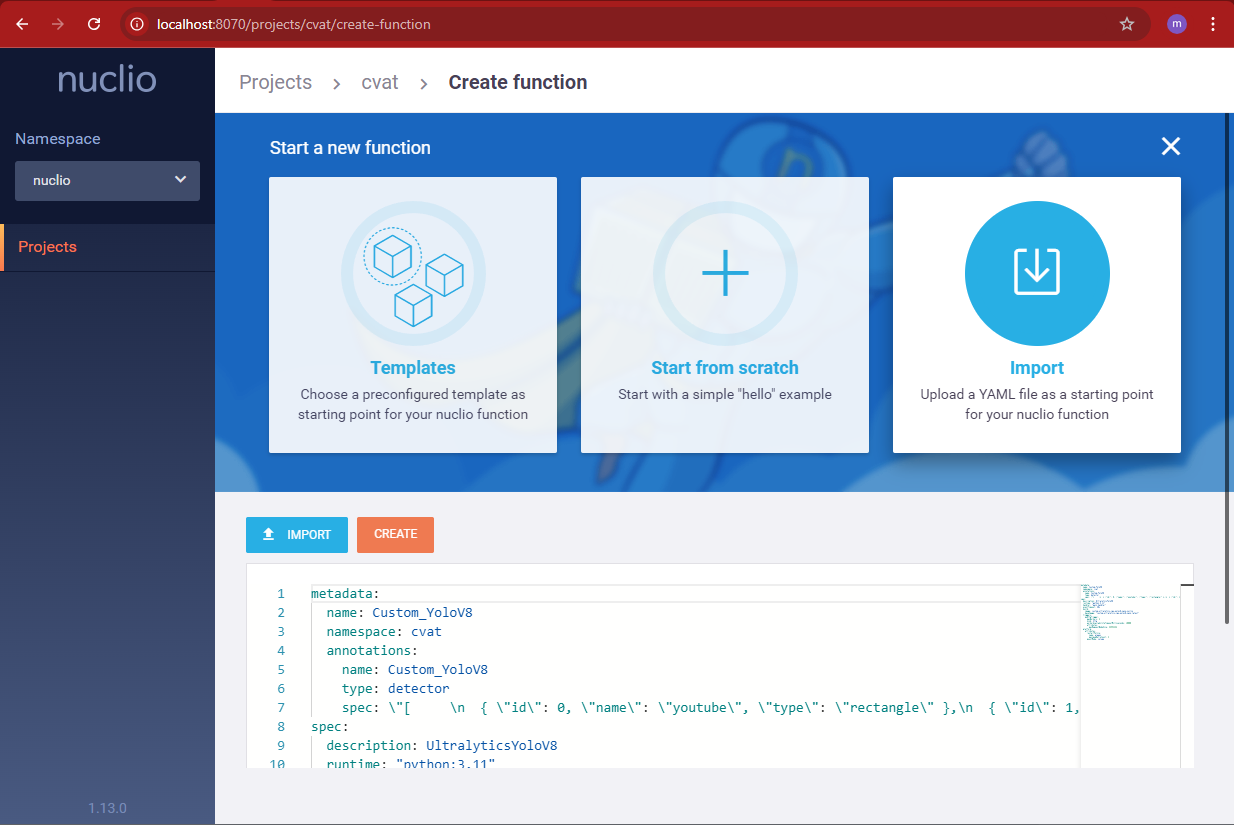 localhost:8070/projects/cvat/create-function
m
nuclio
Namespace
nuclio
Projects
1.13.0
Projects > cvat > Create function
Start a new function
Templates
Choose a preconfigured template as
starting point for your nuclio function
Start from scratch
Start with a simple "hello" example
Import
Upload a YAML file as a starting point
for your nuclio function
IMPORT
CREATE
1 metadata:
2 name: Custom_YoloV8
3 namespace: cvat
4 annotations:
5 name: Custom_YoloV8
6 type: detector
7 spec: \"[ \n { \"id\": 0, \"name\": \"youtube\", \"type\": \"rectangle\" },\n { \"id\": 1,
8 spec:
9 description: UltralyticsYoloV8
10 runtime: "python:3.11"